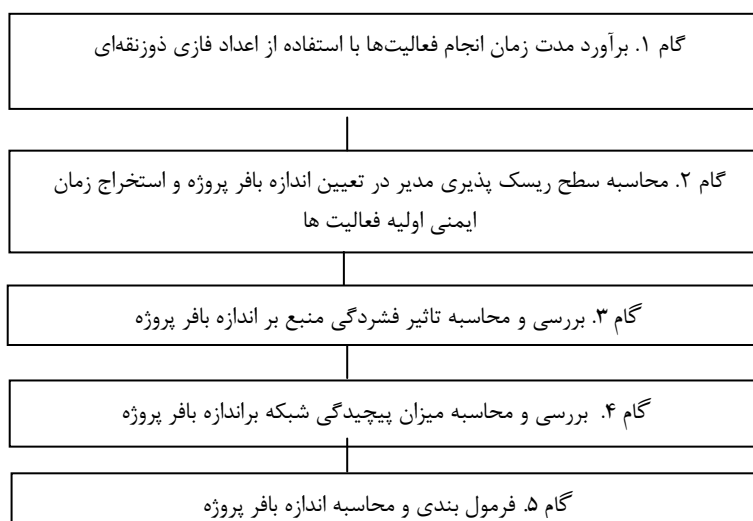 گام ۱. برآورد مدت زمان انجام فعالیت‌ها با استفاده از اعداد فازی ذوزنقه‌ای
گام ۲. محاسبه سطح ریسک پذیری مدیر در تعیین اندازه بافر پروژه و استخراج زمان
ایمنی اولیه فعالیت ها
گام ۳. بررسی و محاسبه تاثیر فشردگی منبع بر اندازه بافر پروژه
گام ۴. بررسی و محاسبه میزان پیچیدگی شبکه براندازه بافر پروژه
گام ۵. فرمول بندی و محاسبه اندازه بافر پروژه